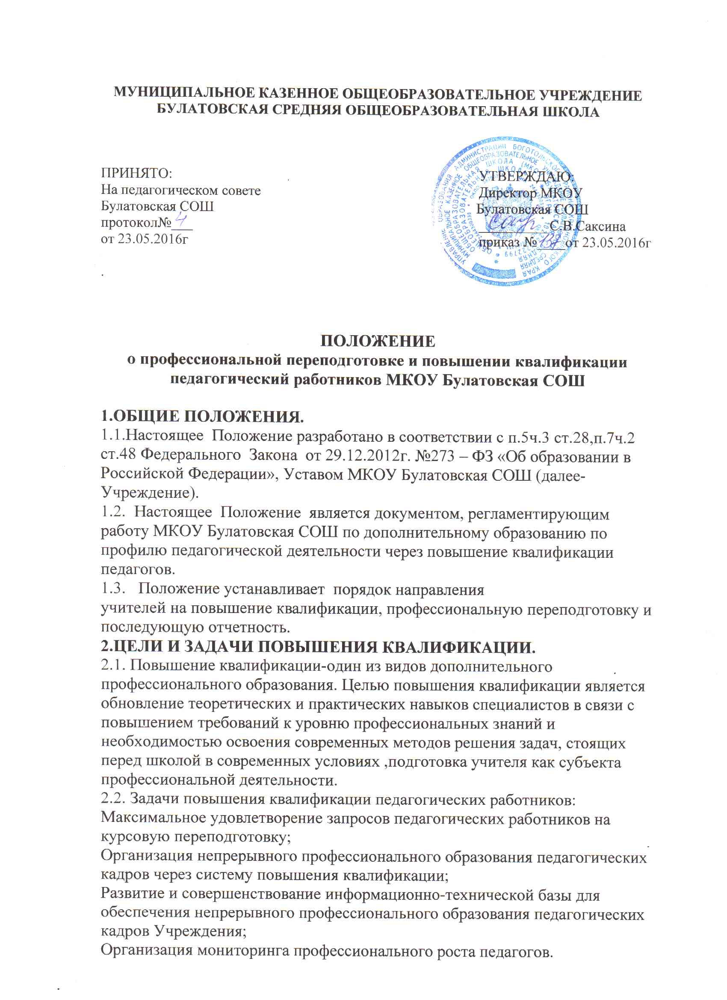 МУНИЦИПАЛЬНОЕ КАЗЕННОЕ ОБЩЕОБРАЗОВАТЕЛЬНОЕ УЧРЕЖДЕНИЕ
БУЛАТОВСКАЯ СРЕДНЯЯ ОБЩЕОБРАЗОВАТЕЛЬНАЯ ШКОЛА
ПРИНЯТО:
На педагогическом совете
Булатовская СОШ
протокол№ 4
от 23.05.2016г
УТВЕРЖДАЮ:
Директор МКОУ
Булатовская СОШ
С.В.Саксина
приказ № 137 от 23.05.2016г
ПОЛОЖЕНИЕ
о профессиональной переподготовке и повышении квалификации
педагогический работников МКОУ Булатовская СОШ
1.ОБЩИЕ ПОЛОЖЕНИЯ.
1.1.Настоящее Положение разработано в соответствии с п.5ч.3 ст.28,п.7ч.2
ст.48 Федерального Закона от 29.12.2012г. №273 – ФЗ «Об образовании в
Российской Федерации», Уставом МКОУ Булатовская СОШ (далее-
Учреждение).
1.2. Настоящее Положение является документом, регламентирующим
работу МКОУ Булатовская СОШ по дополнительному образованию по
профилю педагогической деятельности через повышение квалификации
педагогов.
1.3. Положение устанавливает порядок направления
учителей на повышение квалификации, профессиональную переподготовку и
последующую отчетность.
2.ЦЕЛИ И ЗАДАЧИ ПОВЫШЕНИЯ КВАЛИФИКАЦИИ.
2.1. Повышение квалификации-один из видов дополнительного
профессионального образования. Целью повышения квалификации является
обновление теоретических и практических навыков специалистов в связи с
повышением требований к уровню профессиональных знаний и
необходимостью освоения современных методов решения задач, стоящих
перед школой в современных условиях ,подготовка учителя как субъекта
профессиональной деятельности.
2.2. Задачи повышения квалификации педагогических работников:
Максимальное удовлетворение запросов педагогических работников на
курсовую переподготовку;
Организация непрерывного профессионального образования педагогических
кадров через систему повышения квалификации;
Развитие и совершенствование информационно-технической базы для
обеспечения непрерывного профессионального образования педагогических
кадров Учреждения;
Организация мониторинга профессионального роста педагогов.